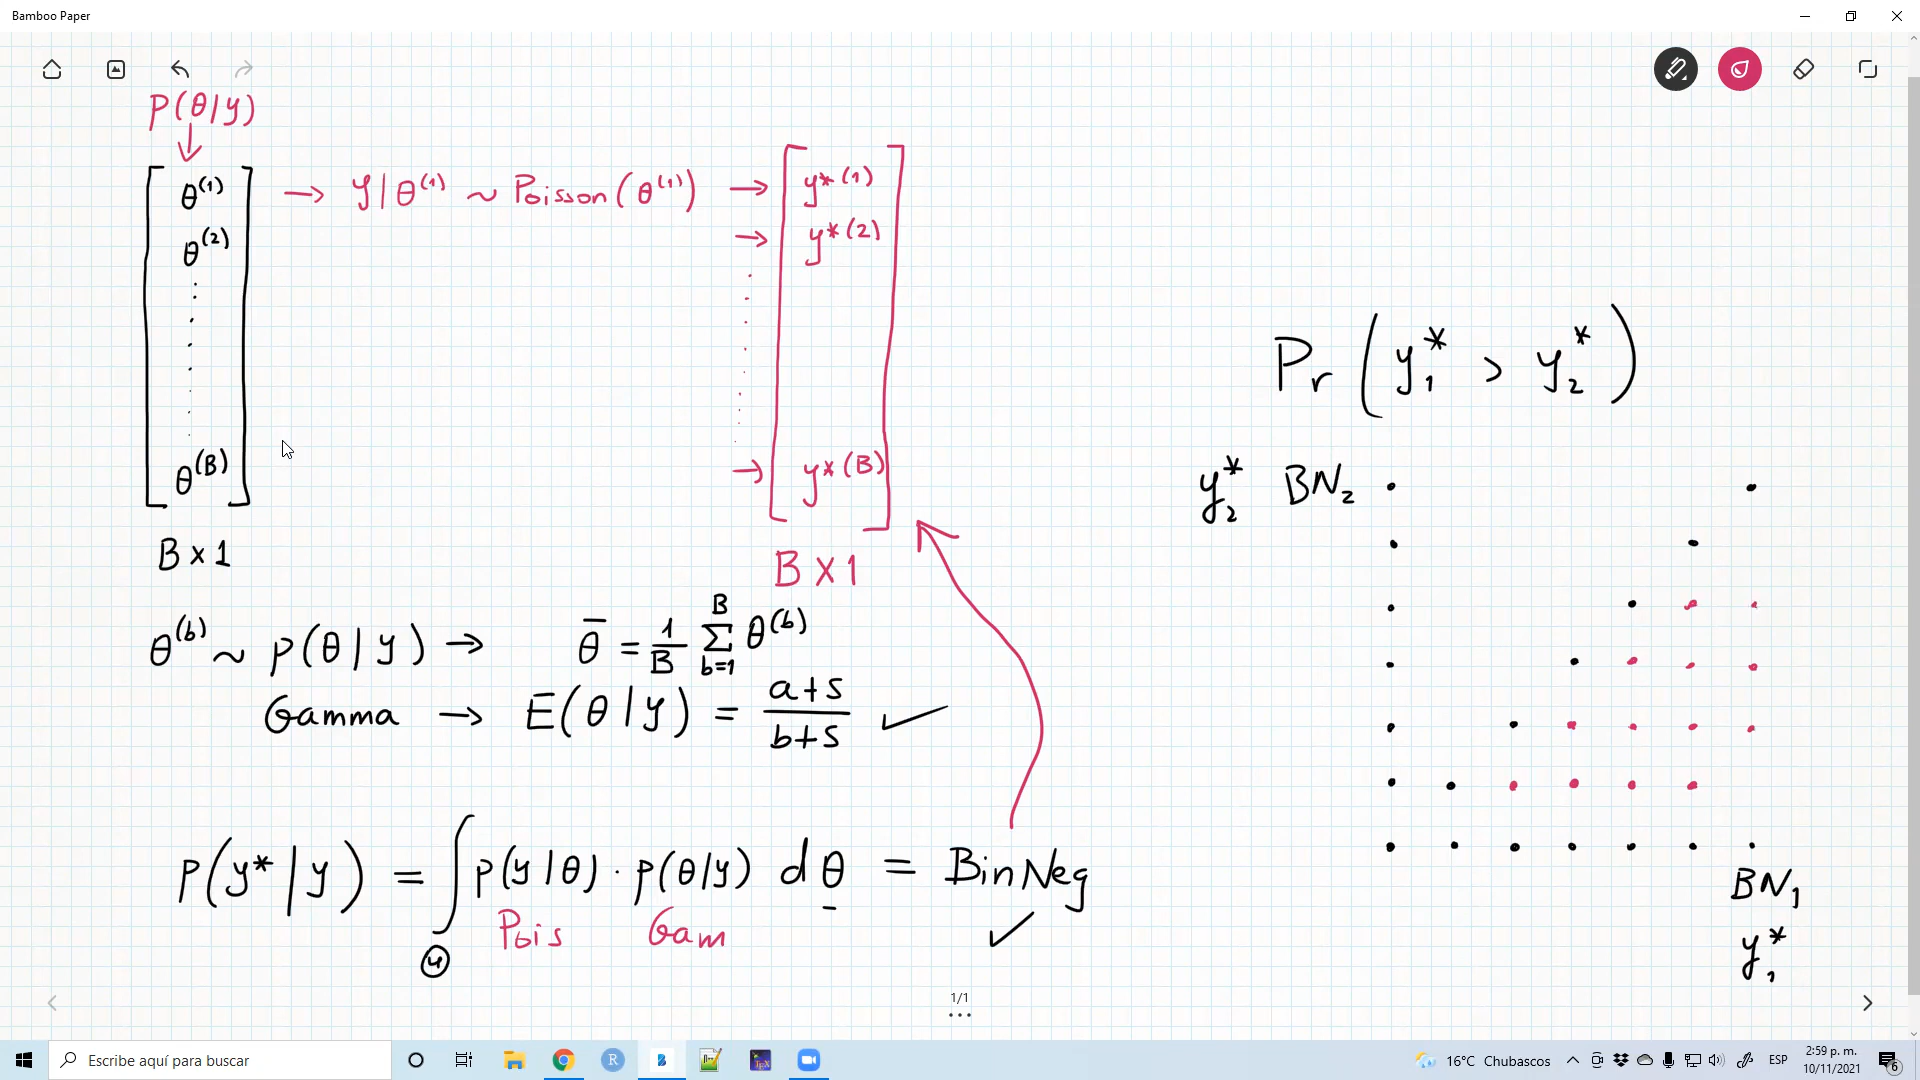 Bamboo Paper
P(θ|y)
↓
θ^(1) → y|θ^(1) ~ Poisson(θ^(1)) → y*(1)
θ^(2) → y*(2)
θ^(B) → y*(B)
B x 1
B X 1
θ^(b) ~ p(θ|y) → θ̄ = 1/B Σ_{b=1}^{B} θ^(b)
Gamma → E(θ|y) = (a+s)/(b+s) ✓
P(y*|y) = ∫_Θ p(y|θ) · p(θ|y) dθ = BinNeg
Pois Gam ✓
Pr(y*_1 > y*_2)
y*_2 BN_2
BN_1
y*_1
1/1
Escribe aquí para buscar
16°C Chubascos
ESP
2:59 p. m.
10/11/2021
6